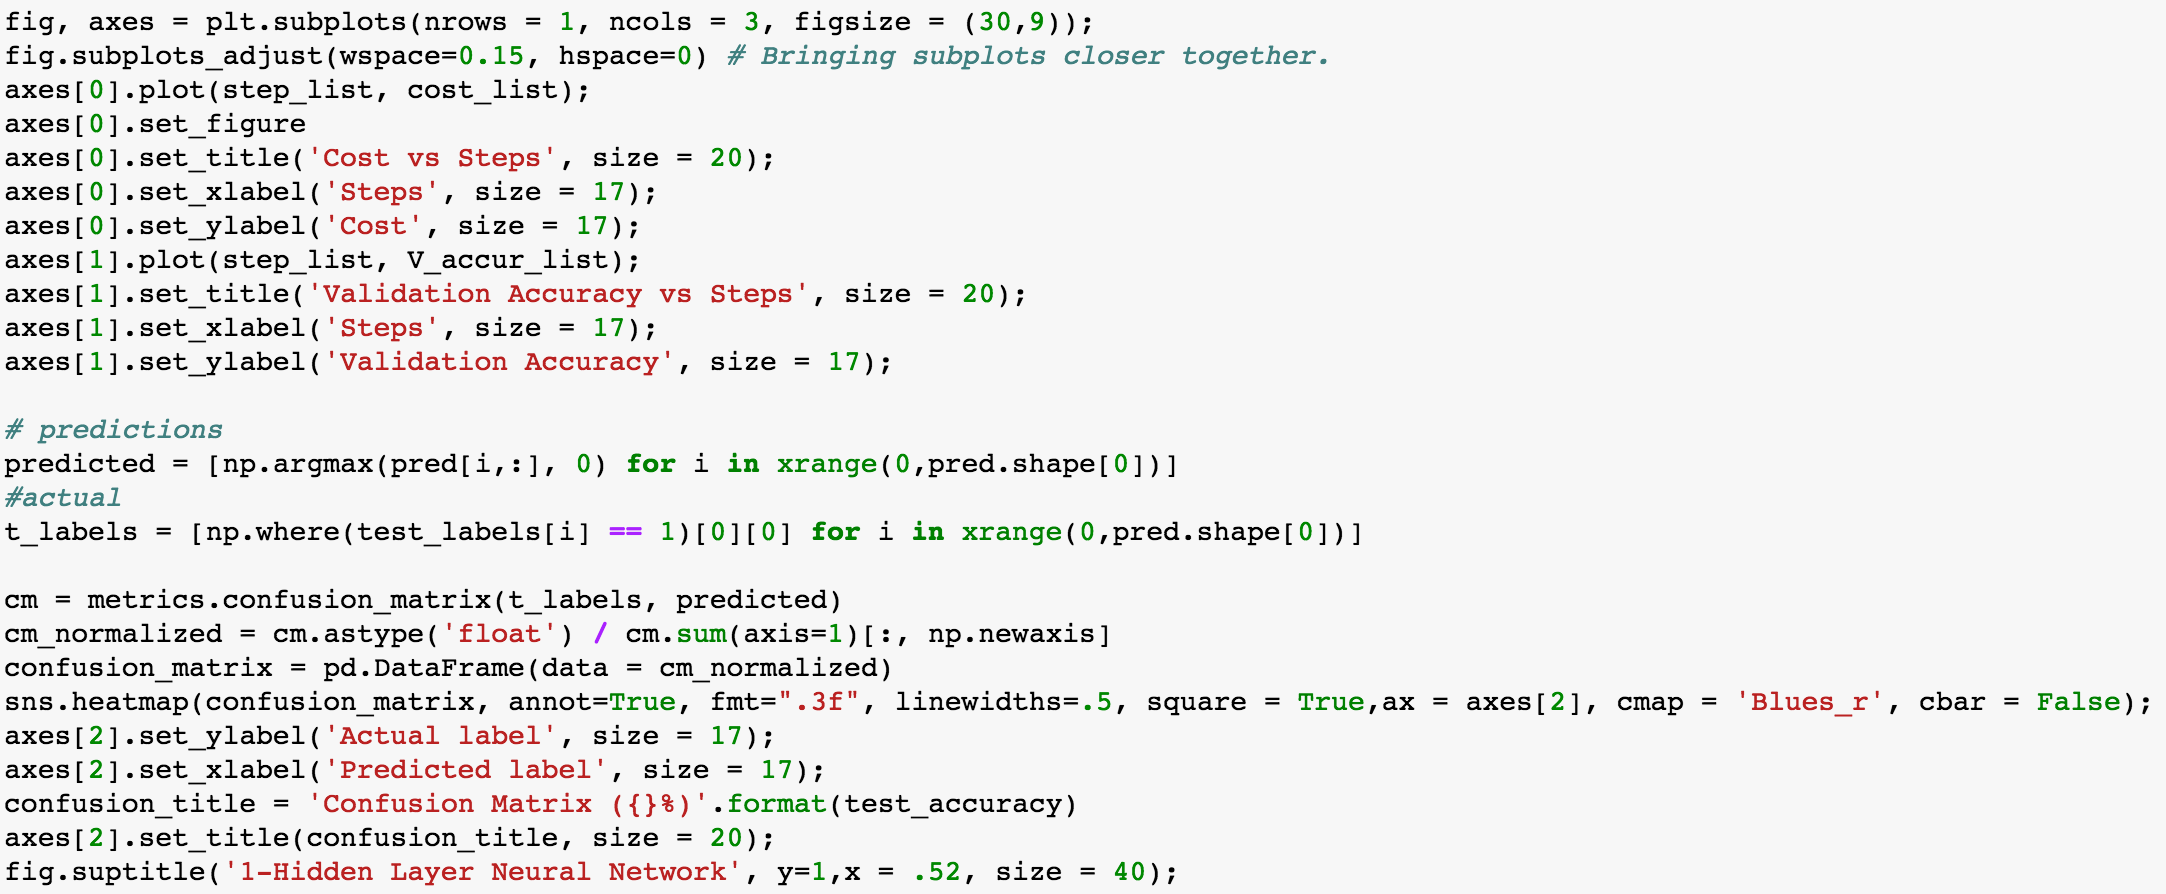 fig, axes = plt.subplots(nrows = 1, ncols = 3, figsize = (30,9));
fig.subplots_adjust(wspace=0.15, hspace=0) # Bringing subplots closer together.
axes[0].plot(step_list, cost_list);
axes[0].set_figure
axes[0].set_title('Cost vs Steps', size = 20);
axes[0].set_xlabel('Steps', size = 17);
axes[0].set_ylabel('Cost', size = 17);
axes[1].plot(step_list, V_accur_list);
axes[1].set_title('Validation Accuracy vs Steps', size = 20);
axes[1].set_xlabel('Steps', size = 17);
axes[1].set_ylabel('Validation Accuracy', size = 17);

# predictions
predicted = [np.argmax(pred[i,:], 0) for i in xrange(0,pred.shape[0])]
#actual
t_labels = [np.where(test_labels[i] == 1)[0][0] for i in xrange(0,pred.shape[0])]

cm = metrics.confusion_matrix(t_labels, predicted)
cm_normalized = cm.astype('float') / cm.sum(axis=1)[:, np.newaxis]
confusion_matrix = pd.DataFrame(data = cm_normalized)
sns.heatmap(confusion_matrix, annot=True, fmt=".3f", linewidths=.5, square = True,ax = axes[2], cmap = 'Blues_r', cbar = False);
axes[2].set_ylabel('Actual label', size = 17);
axes[2].set_xlabel('Predicted label', size = 17);
confusion_title = 'Confusion Matrix ({}%)'.format(test_accuracy)
axes[2].set_title(confusion_title, size = 20);
fig.suptitle('1-Hidden Layer Neural Network', y=1,x = .52, size = 40);